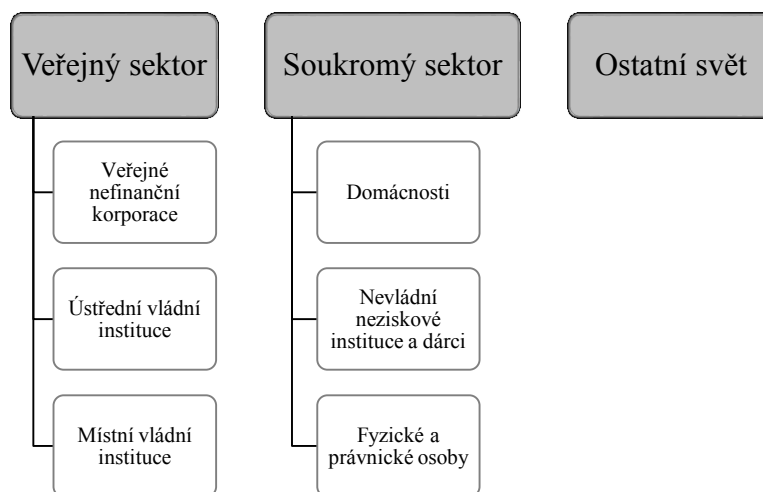 Veřejný sektor
Veřejné
nefinanční
korporace
Ústřední vládní
instituce
Místní vládní
instituce
Soukromý sektor
Domácnosti
Nevládní
neziskové
instituce a dárci
Fyzické a
právnické osoby
Ostatní svět